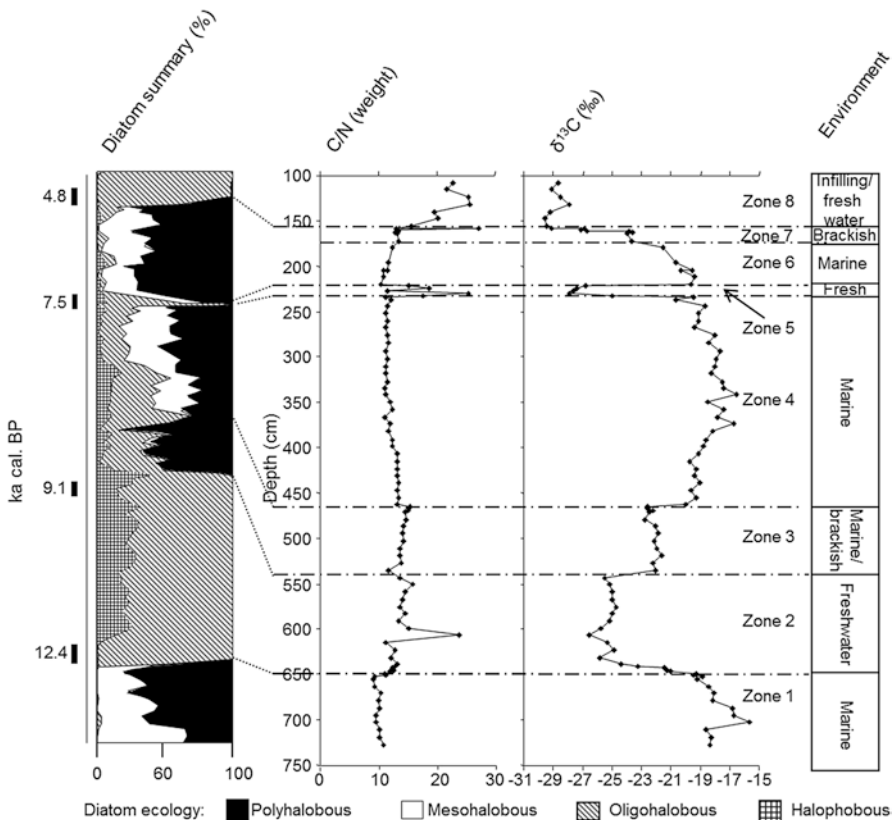 Diatom summary (%)
C/N (weight)
δ¹³C (‰)
Environment
ka cal. BP
4.8
7.5
9.1
12.4
0
60
100
Depth (cm)
100
150
200
250
300
350
400
450
500
550
600
650
700
750
0
10
20
30
-31
-29
-27
-25
-23
-21
-19
-17
-15
Zone 8
Zone 7
Zone 6
Zone 5
Zone 4
Zone 3
Zone 2
Zone 1
Infilling/
fresh
water
Brackish
Marine
Fresh
Marine
Marine/
brackish
Freshwater
Marine
Diatom ecology: Polyhalobous Mesohalobous Oligohalobous Halophobous